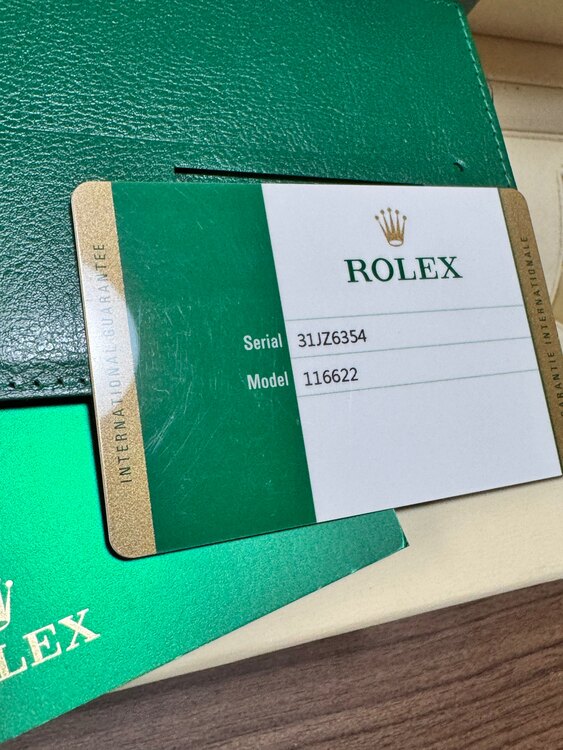 INTERNATIONAL GUARANTEE
ROLEX
Serial 31JZ6354
Model 116622
GARANTIE INTERNATIONALE
LEX